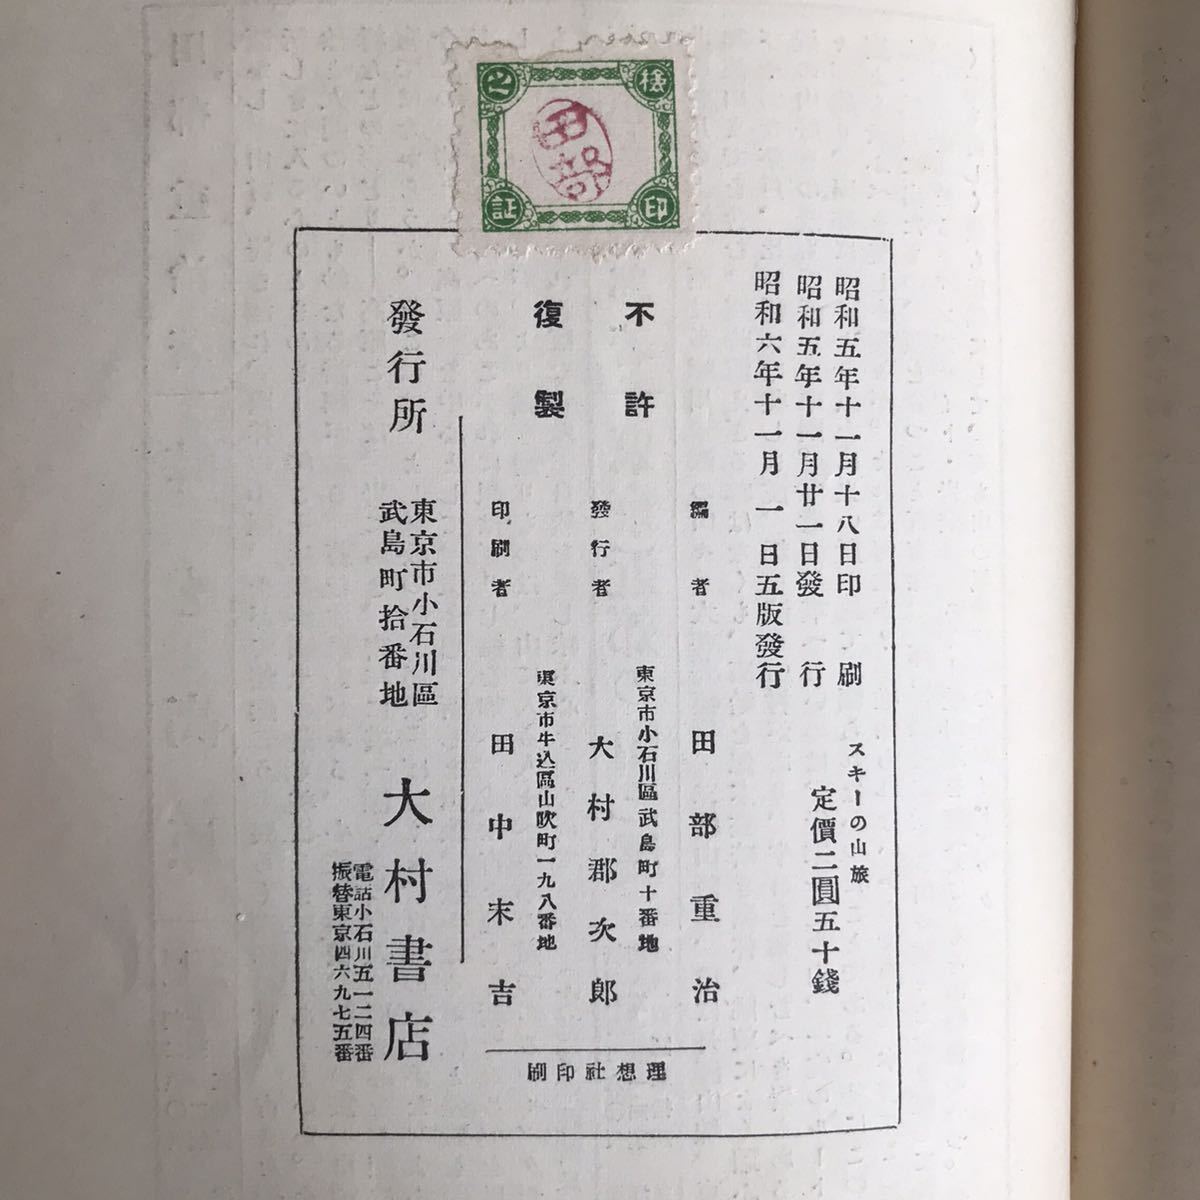 検印之証
田部
昭和五年十一月十八日印刷
昭和五年十一月廿一日發行
昭和六年十一月一日五版發行
スキーの山旅
定價二圓五十錢
不許
復製
編者 田部重治
東京市小石川區武島町十番地
發行者 大村郡次郎
東京市牛込區山吹町一九八番地
印刷者 田中末吉
理想社印刷
發行所
東京市小石川區
武島町拾番地
大村書店
電話小石川五一二四番
振替東京四六九七五番